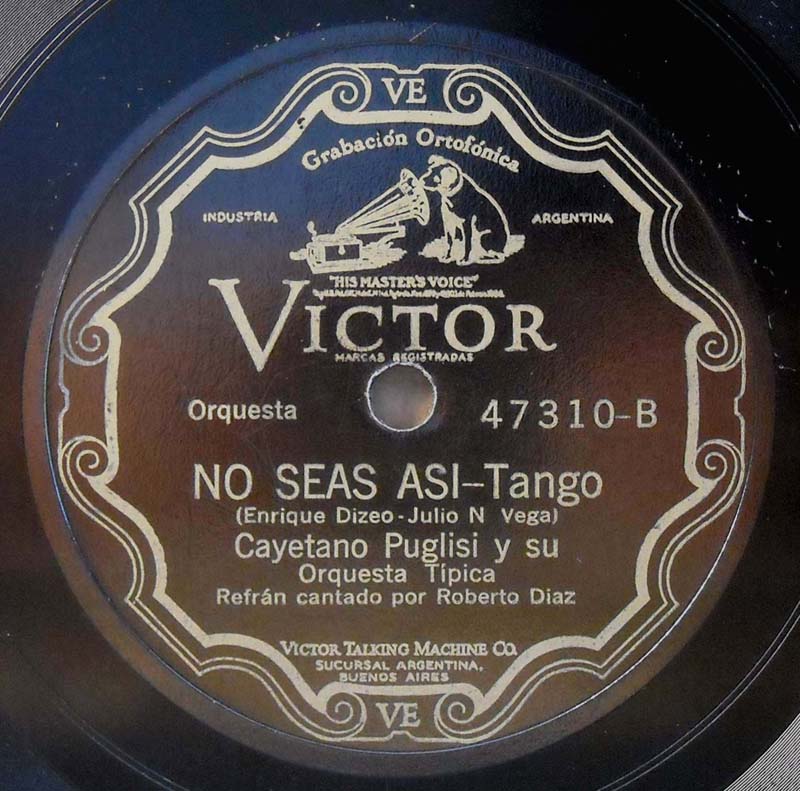 VE
Grabación Ortofónica
INDUSTRIA ARGENTINA
"HIS MASTER'S VOICE"
VICTOR
MARCAS REGISTRADAS
Orquesta 47310-B
NO SEAS ASI-Tango
(Enrique Dizeo-Julio N Vega)
Cayetano Puglisi y su
Orquesta Típica
Refrán cantado por Roberto Diaz
VICTOR TALKING MACHINE CO.
SUCURSAL ARGENTINA,
BUENOS AIRES
VE